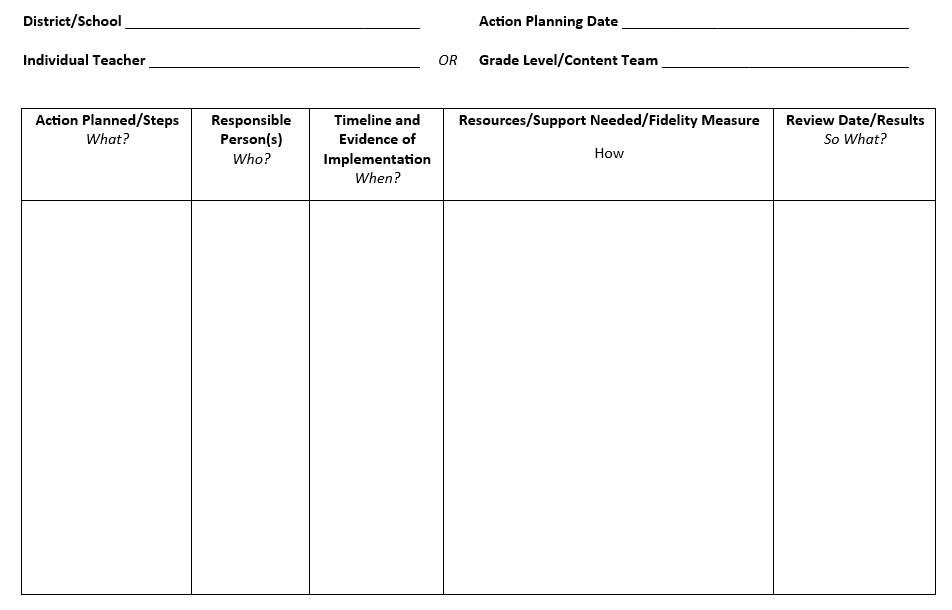 District/School ______________________________ Action Planning Date ______________________________
Individual Teacher ______________________________ OR Grade Level/Content Team ______________________________
Action Planned/Steps
What?
Responsible
Person(s)
Who?
Timeline and
Evidence of
Implementation
When?
Resources/Support Needed/Fidelity Measure
How
Review Date/Results
So What?